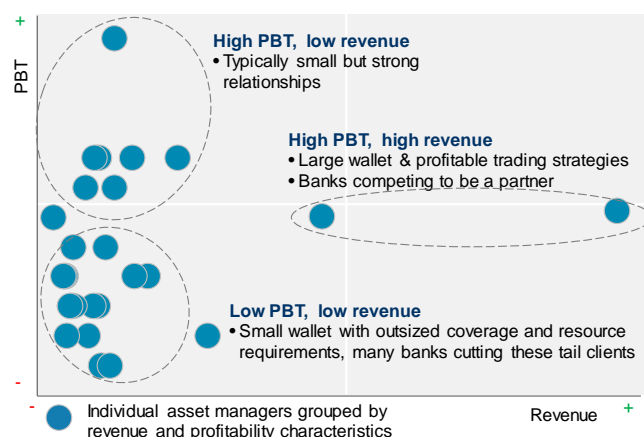 +
PBT
High PBT, low revenue
• Typically small but strong
relationships
High PBT, high revenue
• Large wallet & profitable trading strategies
• Banks competing to be a partner
Low PBT, low revenue
• Small wallet with outsized coverage and resource
requirements, many banks cutting these tail clients
-
-
Individual asset managers grouped by
revenue and profitability characteristics
Revenue
+